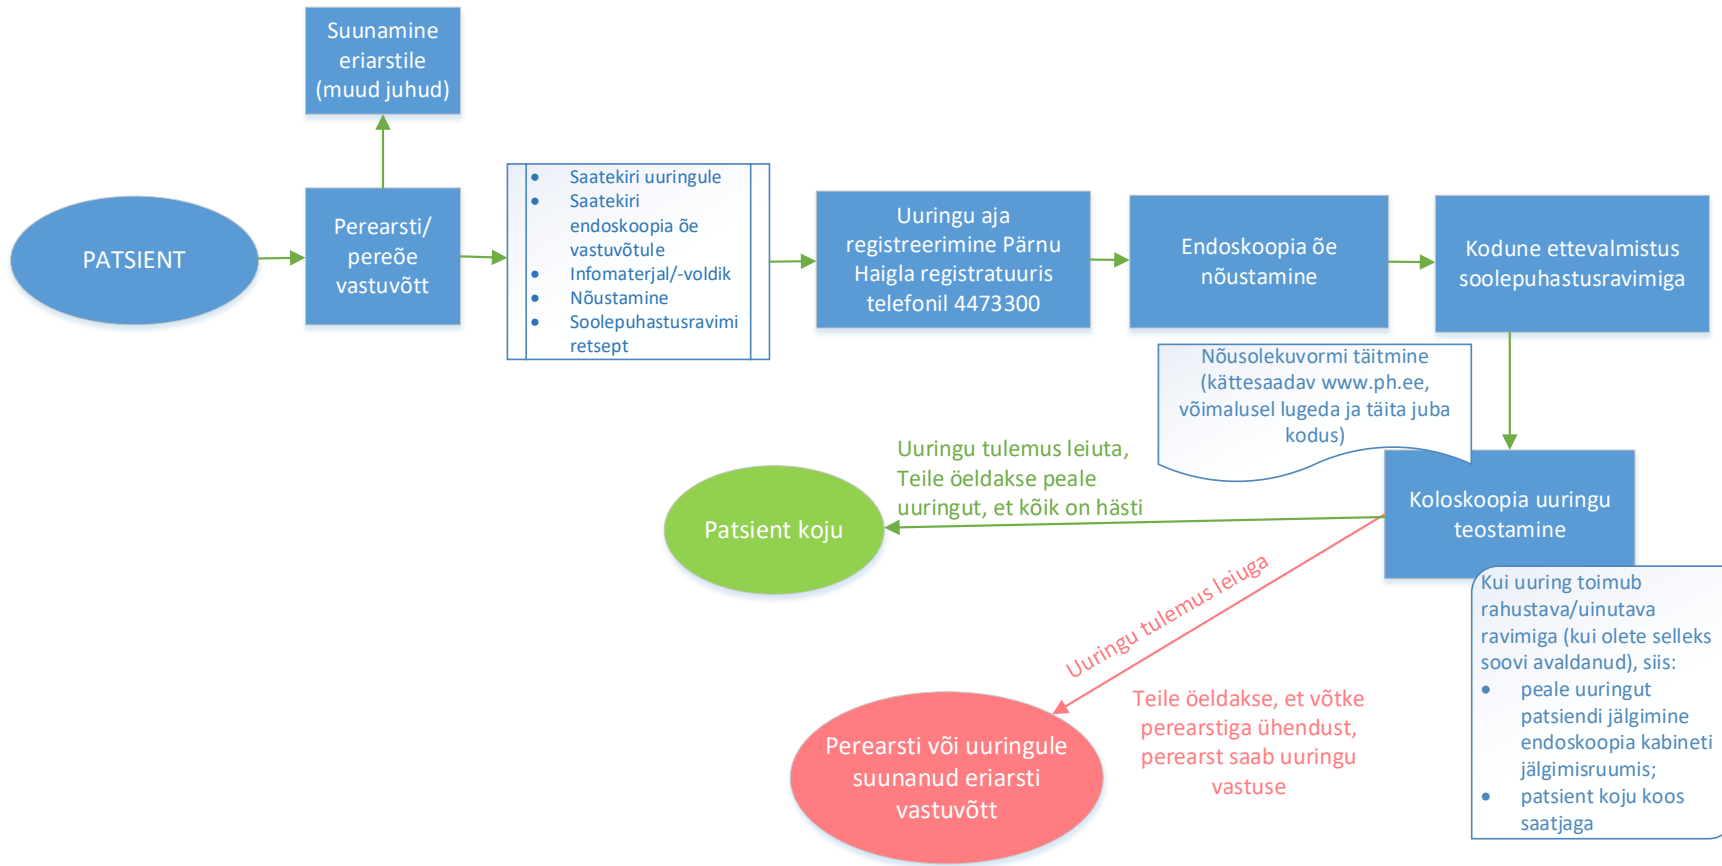 Suunamine
eriarstile
(muud juhud)
PATSIENT
Perearsti/
pereõe
vastuvõtt
• Saatekiri uuringule
• Saatekiri
endoskoopia õe
vastuvõtule
• Infomaterjal/-voldik
• Nõustamine
• Soolepuhastusravimi
retsept
Uuringu aja
registreerimine Pärnu
Haigla registratuuris
telefonil 4473300
Endoskoopia õe
nõustamine
Kodune ettevalmistus
soolepuhastusravimiga
Nõusolekuvormi täitmine
(kättesaadav www.ph.ee,
võimalusel lugeda ja täita juba
kodus)
Koloskoopia uuringu
teostamine
Uuringu tulemus leiuta,
Teile öeldakse peale
uuringut, et kõik on hästi
Patsient koju
Kui uuring toimub
rahustava/uinutava
ravimiga (kui olete selleks
soovi avaldanud), siis:
• peale uuringut
patsiendi jälgimine
endoskoopia kabineti
jälgimisruumis;
• patsient koju koos
saatjaga
Uuringu tulemus leiuga
Teile öeldakse, et võtke
perearstiga ühendust,
perearst saab uuringu
vastuse
Perearsti või uuringule
suunanud eriarsti
vastuvõtt